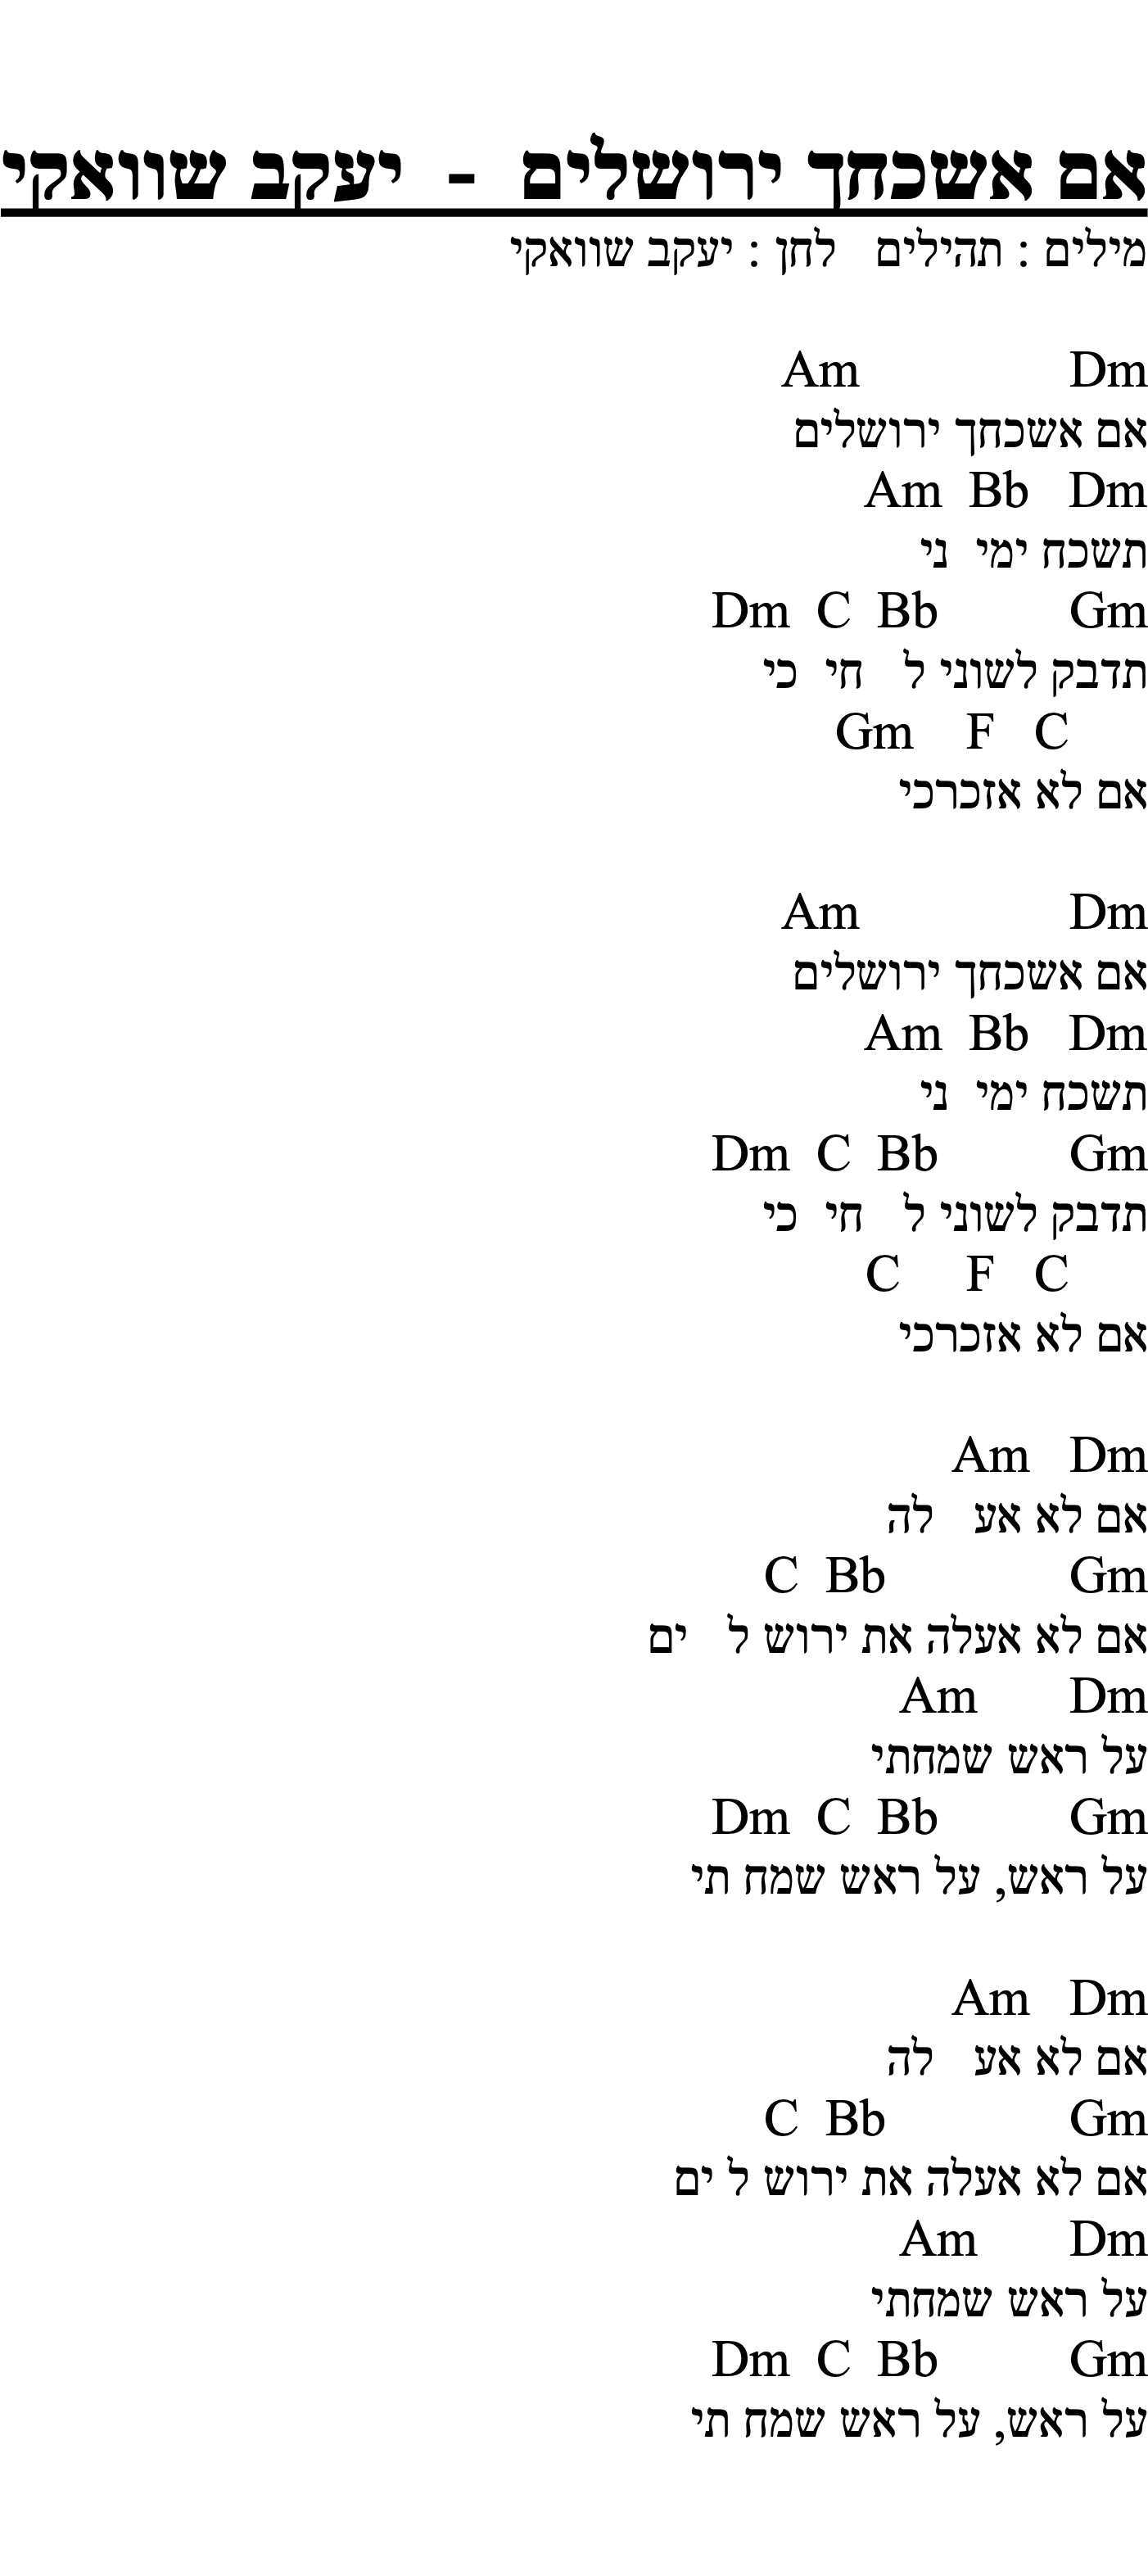 אם אשכחך ירושלים - יעקב שוואקי
מילים : תהילים   לחן : יעקב שוואקי
Am Dm
אם אשכחך ירושלים
Am Bb Dm
תשכח ימי ני
Dm C Bb Gm
תדבק לשוני ל חי כי
Gm F C
אם לא אזכרכי
Am Dm
אם אשכחך ירושלים
Am Bb Dm
תשכח ימי ני
Dm C Bb Gm
תדבק לשוני ל חי כי
C F C
אם לא אזכרכי
Am Dm
אם לא אע לה
C Bb Gm
אם לא אעלה את ירוש ל ים
Am Dm
על ראש שמחתי
Dm C Bb Gm
על ראש, על ראש שמח תי
Am Dm
אם לא אע לה
C Bb Gm
אם לא אעלה את ירוש ל ים
Am Dm
על ראש שמחתי
Dm C Bb Gm
על ראש, על ראש שמח תי